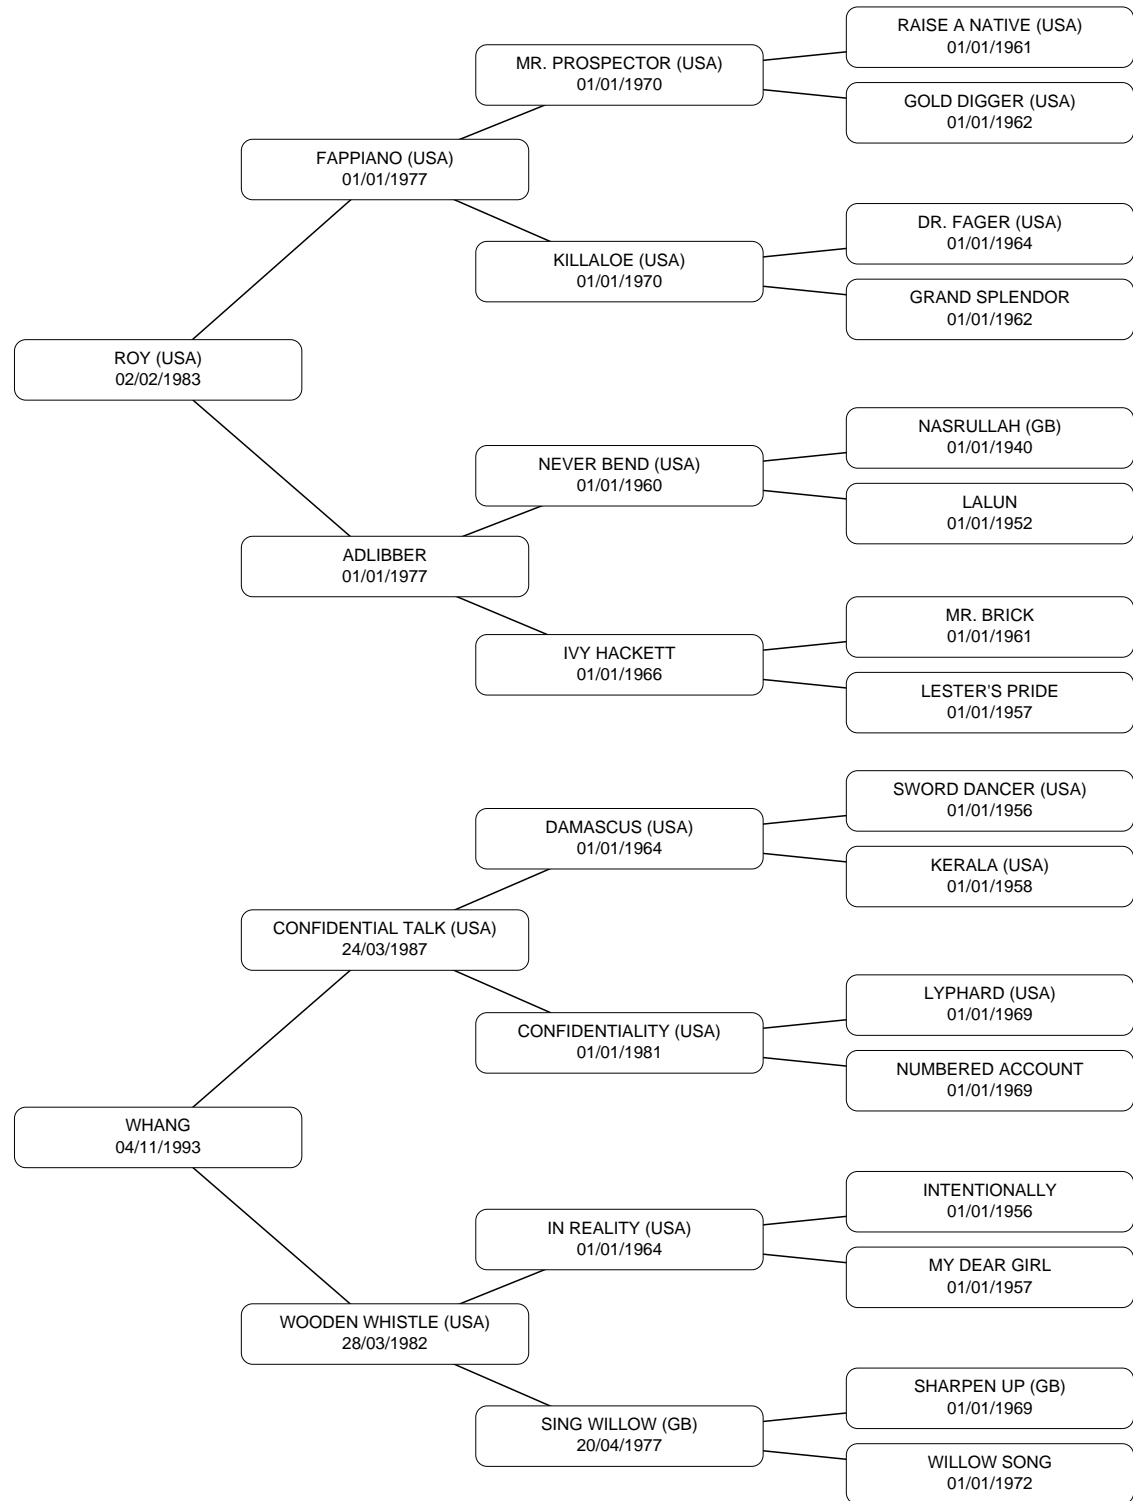 RAISE A NATIVE (USA)
01/01/1961
MR. PROSPECTOR (USA)
01/01/1970
GOLD DIGGER (USA)
01/01/1962
FAPPIANO (USA)
01/01/1977
DR. FAGER (USA)
01/01/1964
KILLALOE (USA)
01/01/1970
GRAND SPLENDOR
01/01/1962
ROY (USA)
02/02/1983
NASRULLAH (GB)
01/01/1940
NEVER BEND (USA)
01/01/1960
LALUN
01/01/1952
ADLIBBER
01/01/1977
MR. BRICK
01/01/1961
IVY HACKETT
01/01/1966
LESTER'S PRIDE
01/01/1957
SWORD DANCER (USA)
01/01/1956
DAMASCUS (USA)
01/01/1964
KERALA (USA)
01/01/1958
CONFIDENTIAL TALK (USA)
24/03/1987
LYPHARD (USA)
01/01/1969
CONFIDENTIALITY (USA)
01/01/1981
NUMBERED ACCOUNT
01/01/1969
WHANG
04/11/1993
INTENTIONALLY
01/01/1956
IN REALITY (USA)
01/01/1964
MY DEAR GIRL
01/01/1957
WOODEN WHISTLE (USA)
28/03/1982
SHARPEN UP (GB)
01/01/1969
SING WILLOW (GB)
20/04/1977
WILLOW SONG
01/01/1972